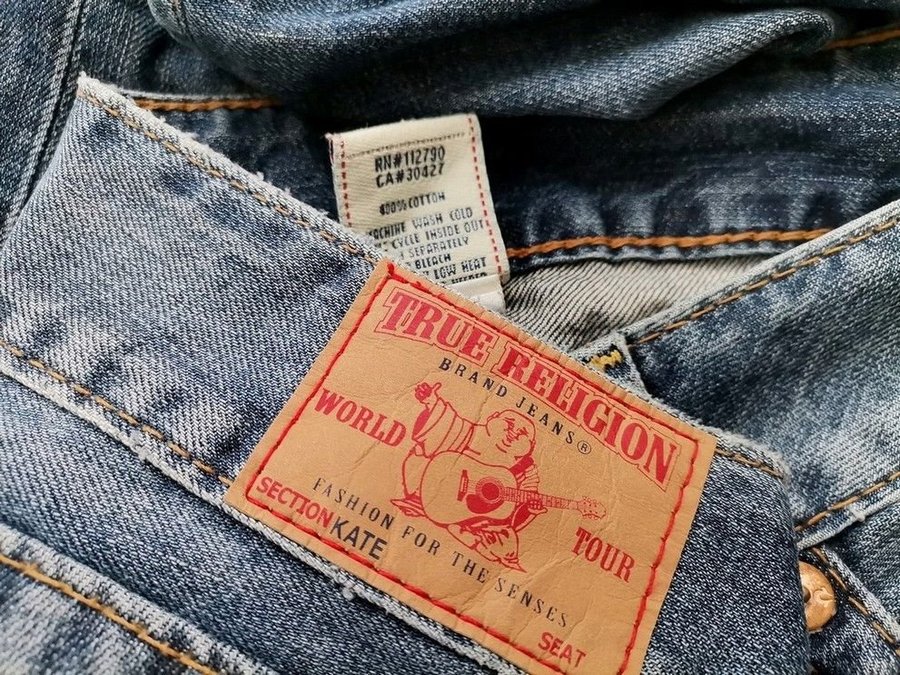 RN#112790
CA#30427
100% COTTON
MACHINE WASH COLD
CYCLE INSIDE OUT
SEPARATELY
BLEACH
LOW HEAT
TRUE RELIGION
BRAND JEANS®
WORLD TOUR
FASHION FOR THE SENSES
SECTION KATE
SEAT